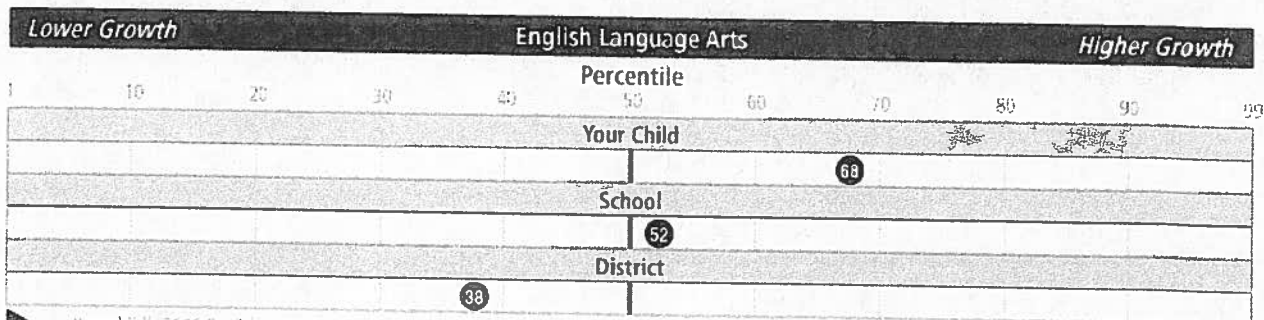 Lower Growth English Language Arts Higher Growth
Percentile
1 10 20 30 40 50 60 70 80 90 99
Your Child
68
School
52
District
38